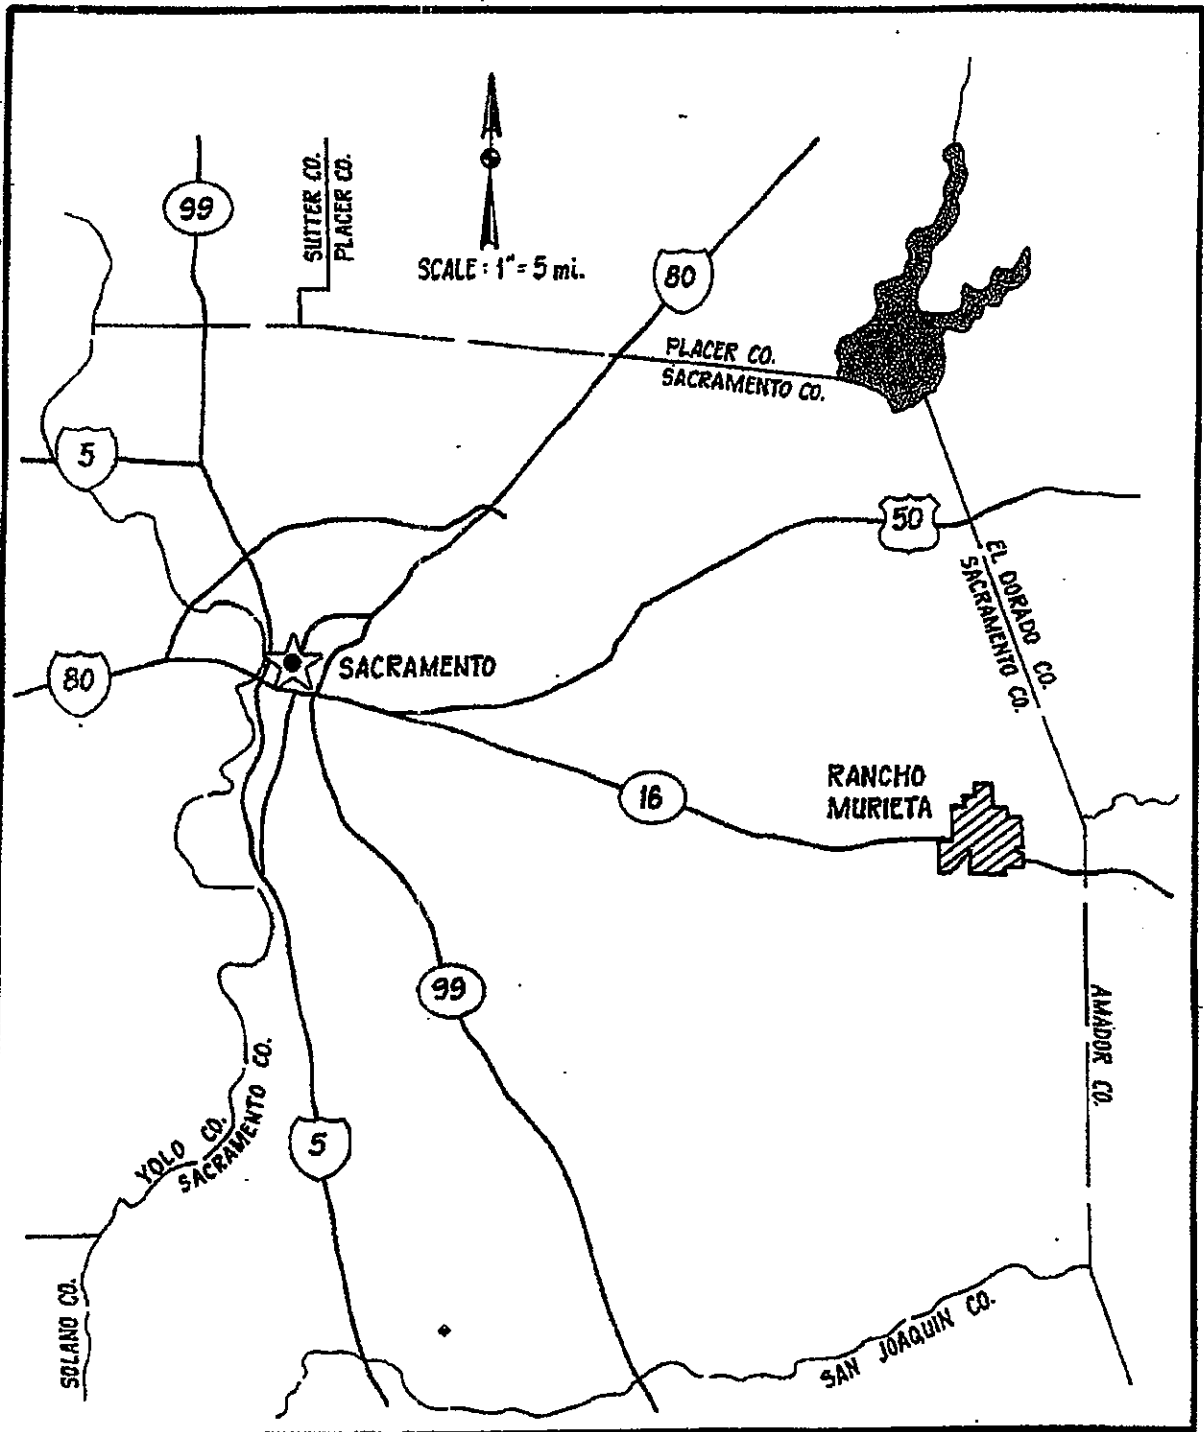 99
SUTTER CO.
PLACER CO.
SCALE : 1" = 5 mi.
80
PLACER CO.
SACRAMENTO CO.
5
50
EL DORADO CO.
SACRAMENTO CO.
80
SACRAMENTO
RANCHO
MURIETA
16
99
AMADOR CO.
YOLO CO.
SACRAMENTO CO.
5
SOLANO CO.
SAN JOAQUIN CO.